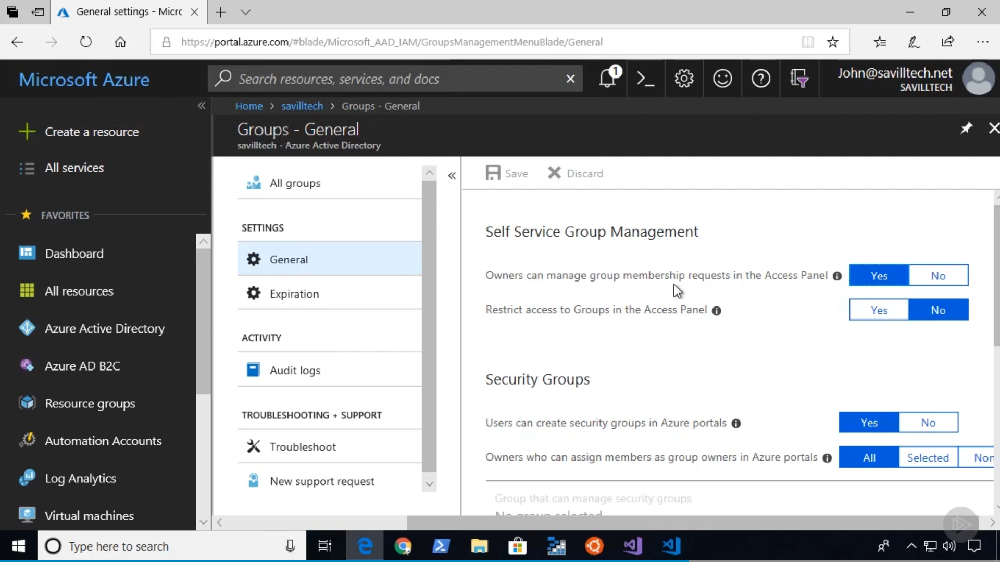 General settings - Micr
https://portal.azure.com/#blade/Microsoft_AAD_IAM/GroupsManagementMenuBlade/General
Microsoft Azure
Search resources, services, and docs
1
John@savilltech.net
SAVILLTECH
Home > savilltech > Groups - General
Create a resource
All services
FAVORITES
Dashboard
All resources
Azure Active Directory
Azure AD B2C
Resource groups
Automation Accounts
Log Analytics
Virtual machines
Groups - General
savilltech - Azure Active Directory
All groups
SETTINGS
General
Expiration
ACTIVITY
Audit logs
TROUBLESHOOTING + SUPPORT
Troubleshoot
New support request
Save Discard
Self Service Group Management
Owners can manage group membership requests in the Access Panel Yes No
Restrict access to Groups in the Access Panel Yes No
Security Groups
Users can create security groups in Azure portals Yes No
Owners who can assign members as group owners in Azure portals All Selected Non
Group that can manage security groups
No group selected
Type here to search